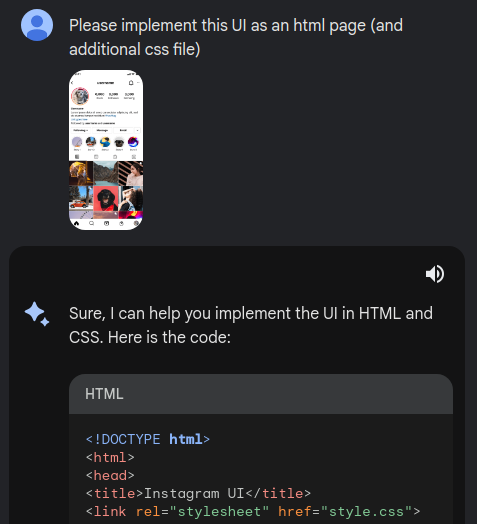 Please implement this UI as an html page (and
additional css file)
Sure, I can help you implement the UI in HTML and
CSS. Here is the code:
HTML
<!DOCTYPE html>
<html>
<head>
<title>Instagram UI</title>
<link rel="stylesheet" href="style.css">